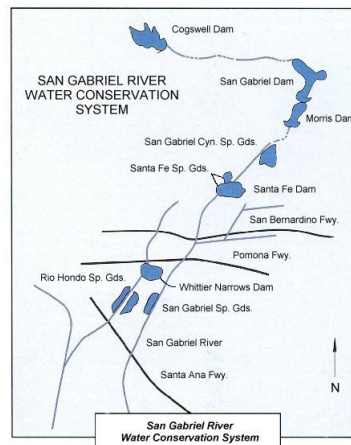 Cogswell Dam
SAN GABRIEL RIVER
WATER CONSERVATION
SYSTEM
San Gabriel Dam
Morris Dam
San Gabriel Cyn. Sp. Gds.
Santa Fe Sp. Gds.
Santa Fe Dam
San Bernardino Fwy.
Pomona Fwy.
Rio Hondo Sp. Gds.
Whittier Narrows Dam
San Gabriel Sp. Gds.
San Gabriel River
Santa Ana Fwy.
N
San Gabriel River
Water Conservation System